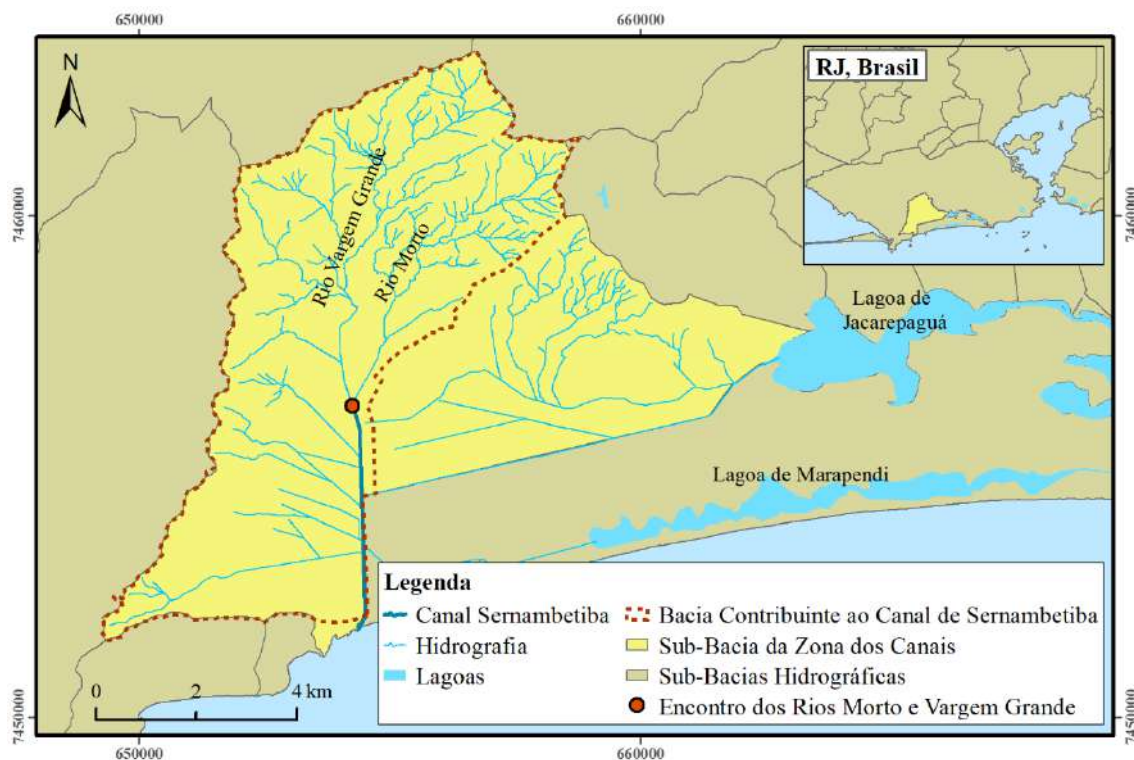 650000
660000
N
RJ, Brasil
7460000
7460000
Rio Vargem Grande
Rio Morto
Lagoa de
Jacarepaguá
Lagoa de Marapendi
Legenda
Canal Sernambetiba
Hidrografia
Lagoas
Bacia Contribuinte ao Canal de Sernambetiba
Sub-Bacia da Zona dos Canais
Sub-Bacias Hidrográficas
Encontro dos Rios Morto e Vargem Grande
0 2 4 km
7450000
7450000
650000
660000